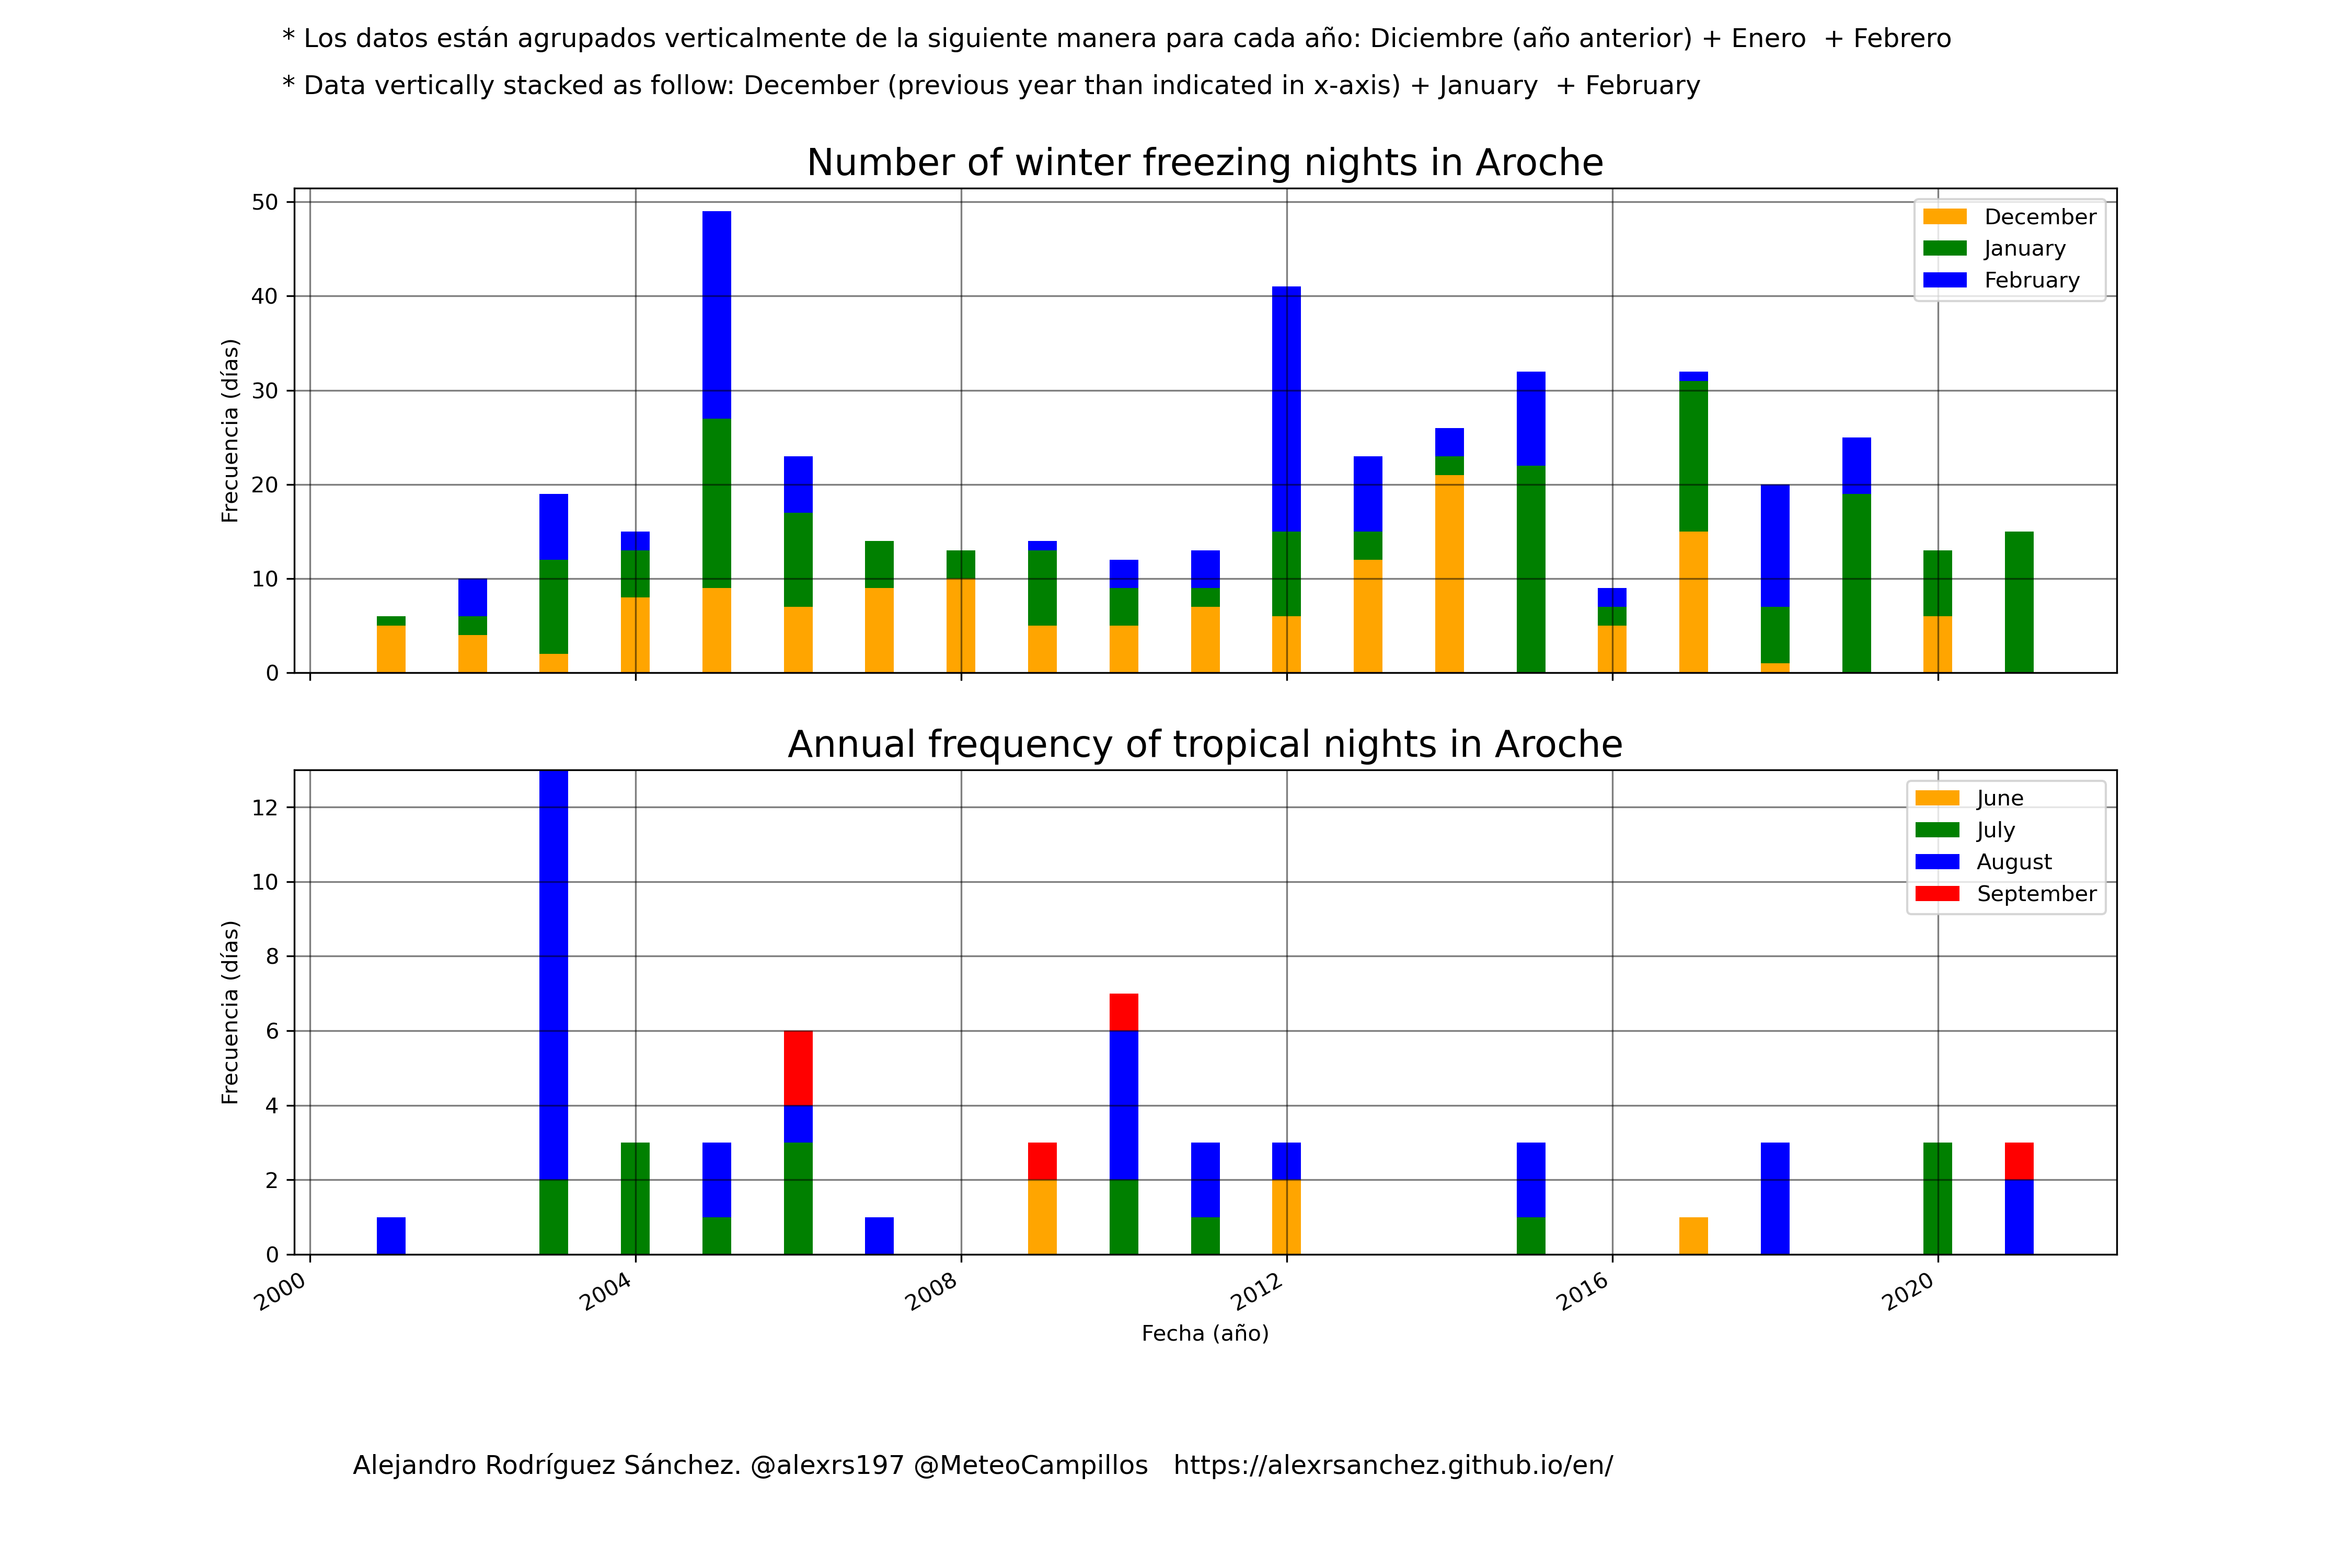 * Los datos están agrupados verticalmente de la siguiente manera para cada año: Diciembre (año anterior) + Enero  + Febrero
* Data vertically stacked as follow: December (previous year than indicated in x-axis) + January  + February
Number of winter freezing nights in Aroche
50
40
30
20
10
0
Frecuencia (días)
December
January
February
Annual frequency of tropical nights in Aroche
12
10
8
6
4
2
0
Frecuencia (días)
June
July
August
September
2000
2004
2008
2012
2016
2020
Fecha (año)
Alejandro Rodríguez Sánchez. @alexrs197 @MeteoCampillos   https://alexrsanchez.github.io/en/